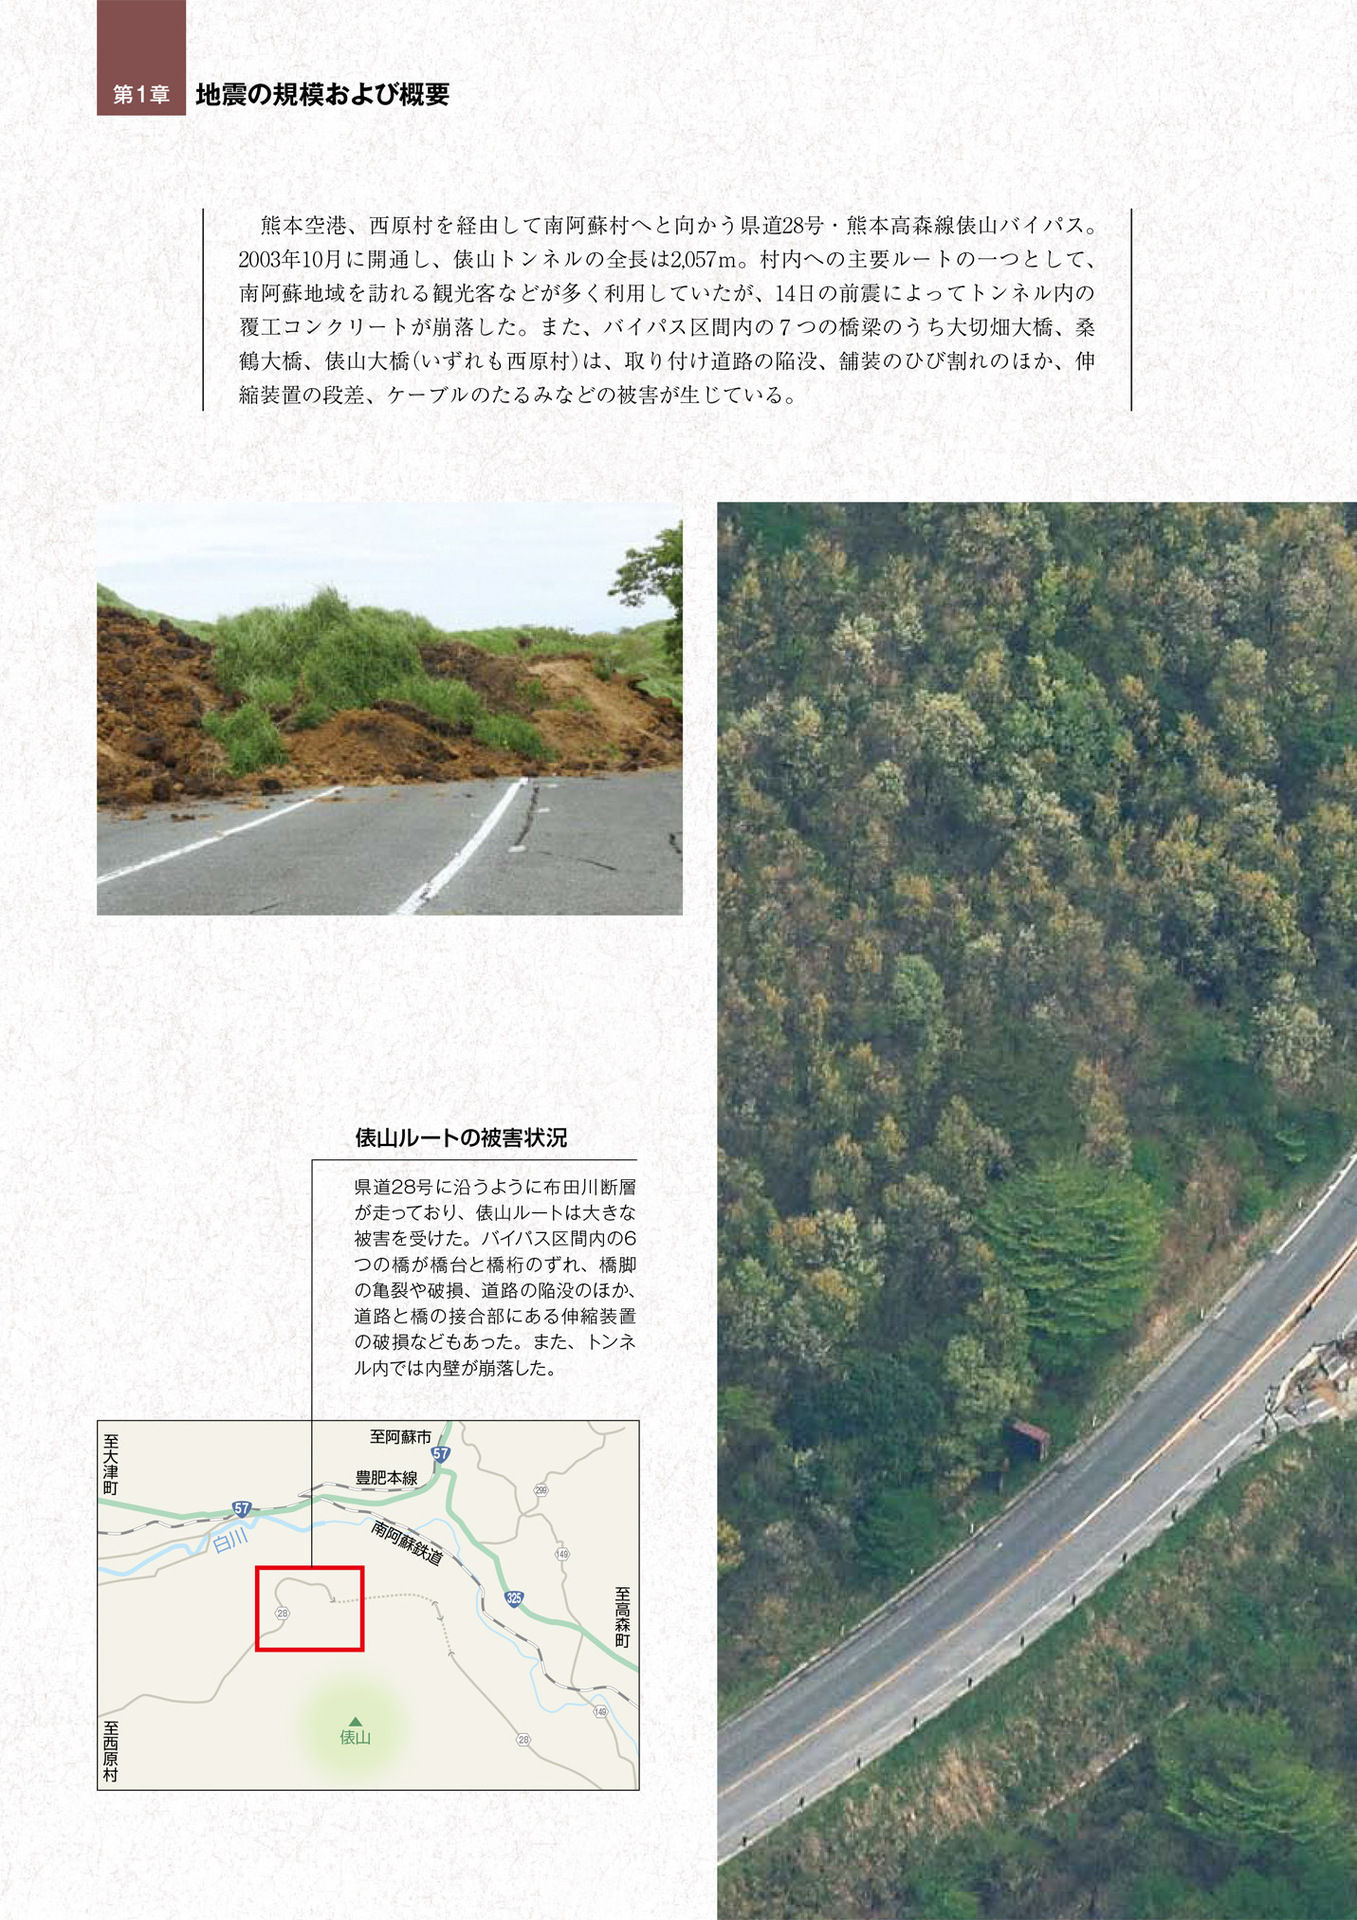 第1章
地震の規模および概要
熊本空港、西原村を経由して南阿蘇村へと向かう県道28号・熊本高森線俵山バイパス。
2003年10月に開通し、俵山トンネルの全長は2,057m。村内への主要ルートの一つとして、
南阿蘇地域を訪れる観光客などが多く利用していたが、14日の前震によってトンネル内の
覆工コンクリートが崩落した。また、バイパス区間内の７つの橋梁のうち大切畑大橋、桑
鶴大橋、俵山大橋(いずれも西原村)は、取り付け道路の陥没、舗装のひび割れのほか、伸
縮装置の段差、ケーブルのたるみなどの被害が生じている。
俵山ルートの被害状況
県道28号に沿うように布田川断層
が走っており、俵山ルートは大きな
被害を受けた。バイパス区間内の6
つの橋が橋台と橋桁のずれ、橋脚
の亀裂や破損、道路の陥没のほか、
道路と橋の接合部にある伸縮装置
の破損などもあった。また、トンネ
ル内では内壁が崩落した。
至大津町
至阿蘇市
57
豊肥本線
299
57
白川
南阿蘇鉄道
149
325
至高森町
28
149
至西原村
俵山
28